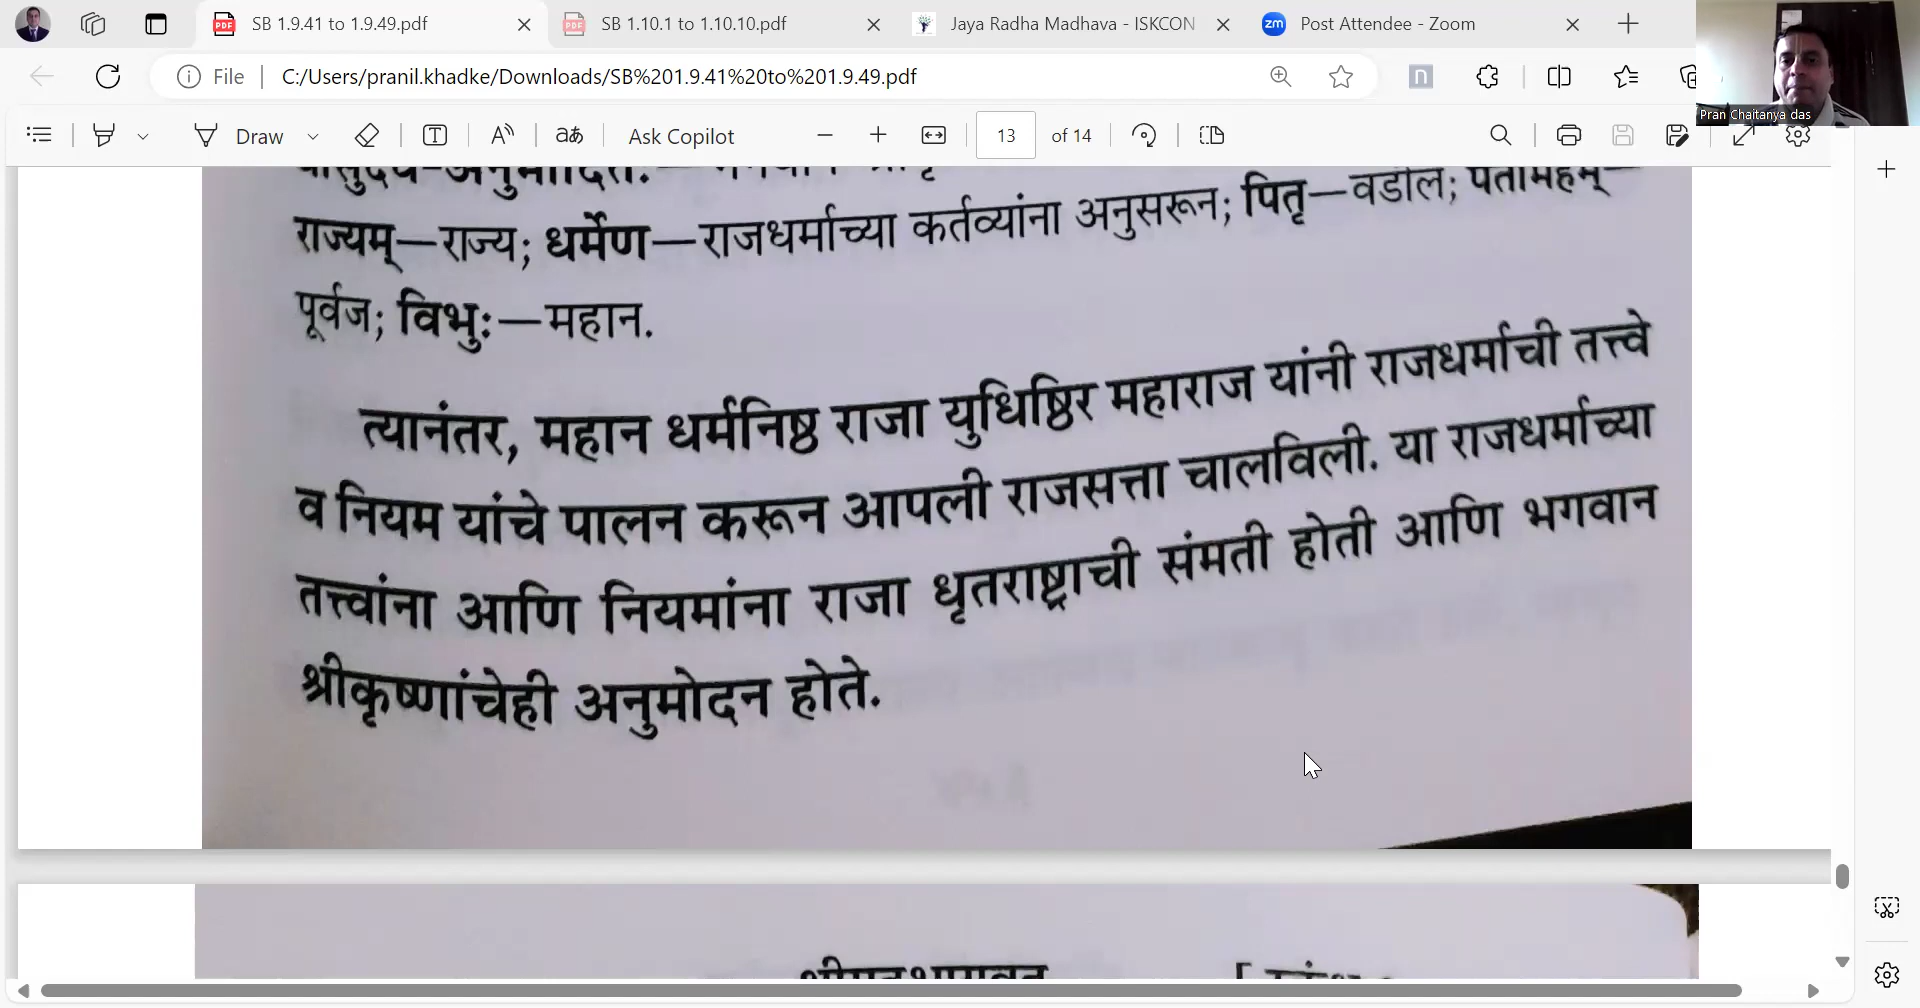 SB 1.9.41 to 1.9.49.pdf
SB 1.10.1 to 1.10.10.pdf
Jaya Radha Madhava - ISKCON
zm Post Attendee - Zoom
File C:/Users/pranil.khadke/Downloads/SB%201.9.41%20to%201.9.49.pdf
Pran Chaitanya das
Draw
Ask Copilot
13 of 14
राज्यम्—राज्य; धर्मेण—राजधर्माच्या कर्तव्यांना अनुसरून; पितृ—वडील; पैतामहम्—
पूर्वज; विभुः—महान.
त्यानंतर, महान धर्मनिष्ठ राजा युधिष्ठिर महाराज यांनी राजधर्माची तत्त्वे
व नियम यांचे पालन करून आपली राजसत्ता चालविली. या राजधर्माच्या
तत्त्वांना आणि नियमांना राजा धृतराष्ट्राची संमती होती आणि भगवान
श्रीकृष्णांचेही अनुमोदन होते.